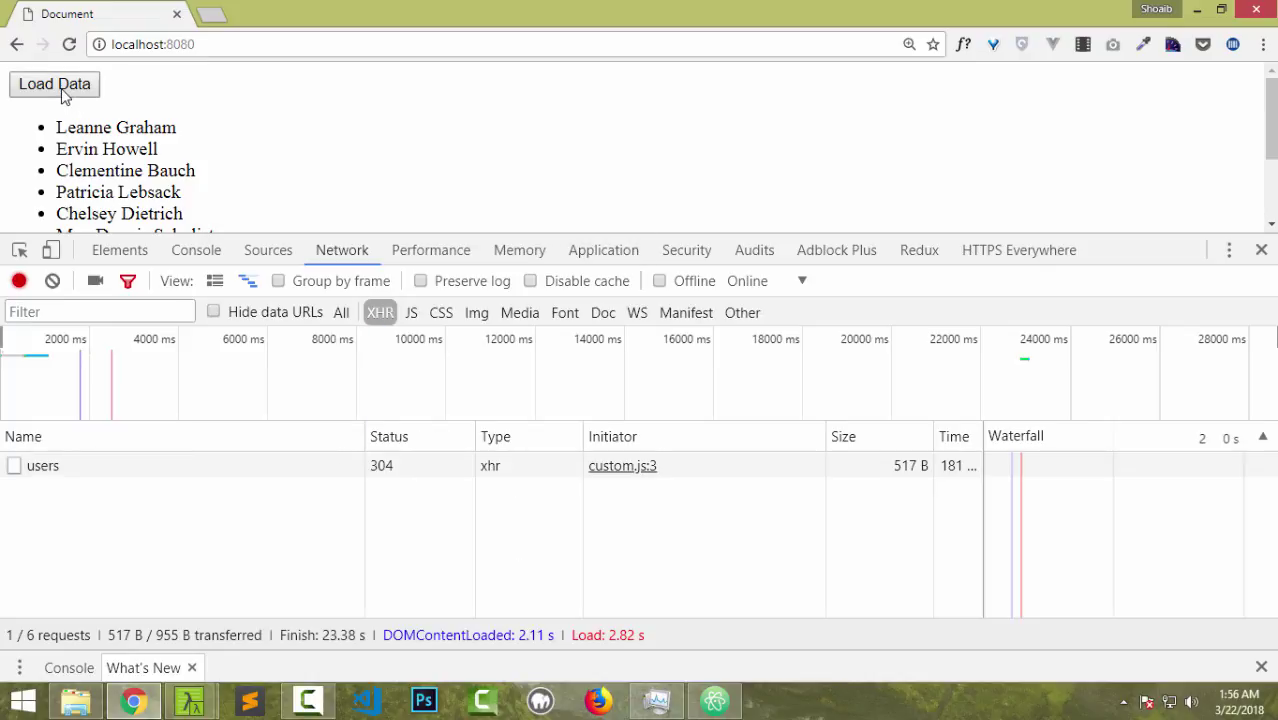 Document
Shoaib
localhost:8080
f?
Load Data
Leanne Graham
Ervin Howell
Clementine Bauch
Patricia Lebsack
Chelsey Dietrich
Elements Console Sources Network Performance Memory Application Security Audits Adblock Plus Redux HTTPS Everywhere
View: Group by frame Preserve log Disable cache Offline Online
Filter Hide data URLs All XHR JS CSS Img Media Font Doc WS Manifest Other
2000 ms 4000 ms 6000 ms 8000 ms 10000 ms 12000 ms 14000 ms 16000 ms 18000 ms 20000 ms 22000 ms 24000 ms 26000 ms 28000 ms
Name Status Type Initiator Size Time Waterfall 2 0 s
users 304 xhr custom.js:3 517 B 181 ...
1 / 6 requests | 517 B / 955 B transferred | Finish: 23.38 s | DOMContentLoaded: 2.11 s | Load: 2.82 s
Console What's New
Ps
1:56 AM
3/22/2018